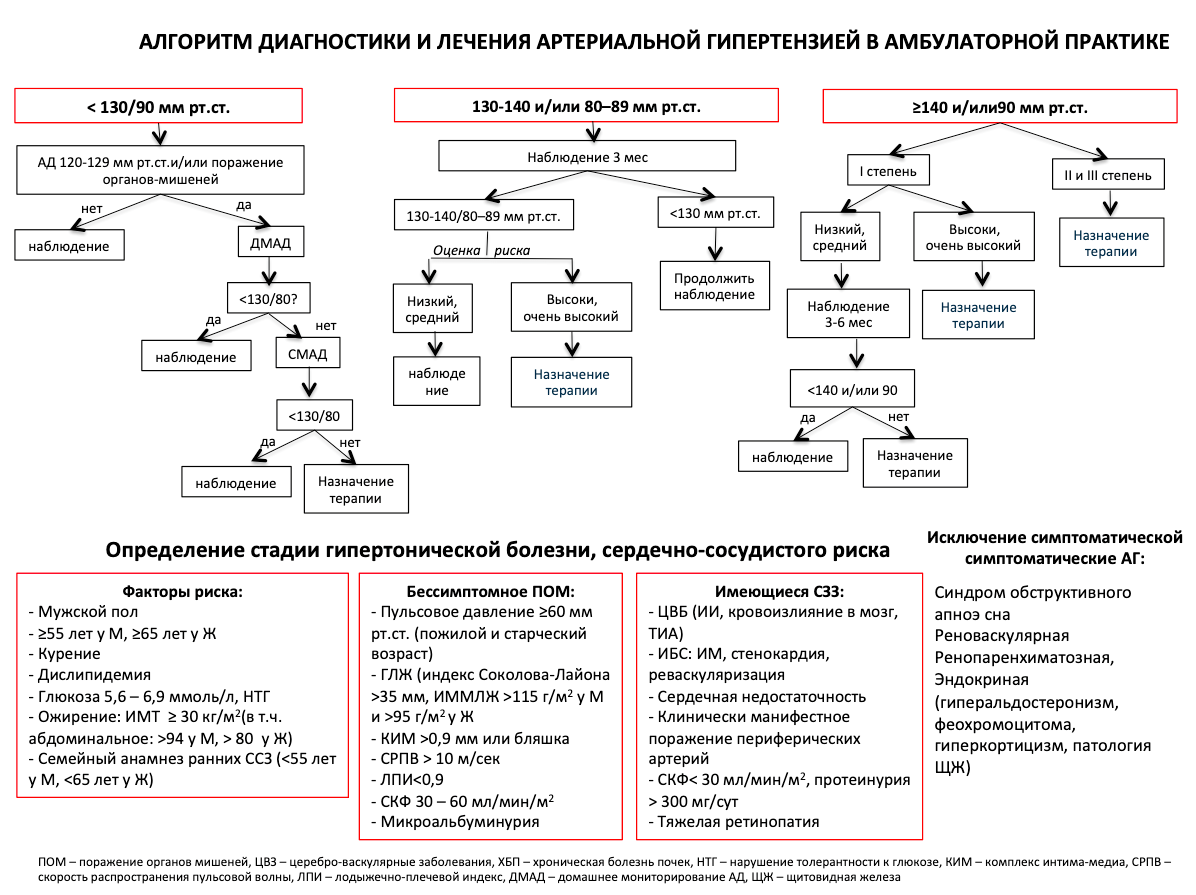 АЛГОРИТМ ДИАГНОСТИКИ И ЛЕЧЕНИЯ АРТЕРИАЛЬНОЙ ГИПЕРТЕНЗИЕЙ В АМБУЛАТОРНОЙ ПРАКТИКЕ
< 130/90 мм рт.ст.
АД 120-129 мм рт.ст.и/или поражение
органов-мишеней
нет
да
наблюдение
ДМАД
<130/80?
да
нет
наблюдение
СМАД
<130/80
да
нет
наблюдение
Назначение
терапии
130-140 и/или 80–89 мм рт.ст.
Наблюдение 3 мес
130-140/80–89 мм рт.ст.
<130 мм рт.ст.
Оценка риска
Продолжить
наблюдение
Низкий,
средний
Высоки,
очень высокий
наблюде
ние
Назначение
терапии
≥140 и/или90 мм рт.ст.
I степень
II и III степень
Низкий,
средний
Высоки,
очень высокий
Назначение
терапии
Наблюдение
3-6 мес
Назначение
терапии
<140 и/или 90
да
нет
наблюдение
Назначение
терапии
Определение стадии гипертонической болезни, сердечно-сосудистого риска
Факторы риска:
- Мужской пол
- ≥55 лет у М, ≥65 лет у Ж
- Курение
- Дислипидемия
- Глюкоза 5,6 – 6,9 ммоль/л, НТГ
- Ожирение: ИМТ ≥ 30 кг/м²(в т.ч.
абдоминальное: >94 у М, > 80 у Ж)
- Семейный анамнез ранних ССЗ (<55 лет
у М, <65 лет у Ж)
Бессимптомное ПОМ:
- Пульсовое давление ≥60 мм
рт.ст. (пожилой и старческий
возраст)
- ГЛЖ (индекс Соколова-Лайона
>35 мм, ИММЛЖ >115 г/м² у М
и >95 г/м² у Ж
- КИМ >0,9 мм или бляшка
- СРПВ > 10 м/сек
- ЛПИ<0,9
- СКФ 30 – 60 мл/мин/м²
- Микроальбуминурия
Имеющиеся СЗЗ:
- ЦВБ (ИИ, кровоизлияние в мозг,
ТИА)
- ИБС: ИМ, стенокардия,
реваскуляризация
- Сердечная недостаточность
- Клинически манифестное
поражение периферических
артерий
- СКФ< 30 мл/мин/м², протеинурия
> 300 мг/сут
- Тяжелая ретинопатия
Исключение симптоматической
симптоматические АГ:
Синдром обструктивного
апноэ сна
Реноваскулярная
Ренопаренхиматозная,
Эндокриная
(гиперальдостеронизм,
феохромоцитома,
гиперкортицизм, патология
ЩЖ)
ПОМ – поражение органов мишеней, ЦВЗ – церебро-васкулярные заболевания, ХБП – хроническая болезнь почек, НТГ – нарушение толерантности к глюкозе, КИМ – комплекс интима-медиа, СРПВ –
скорость распространения пульсовой волны, ЛПИ – лодыжечно-плечевой индекс, ДМАД – домашнее мониторирование АД, ЩЖ – щитовидная железа